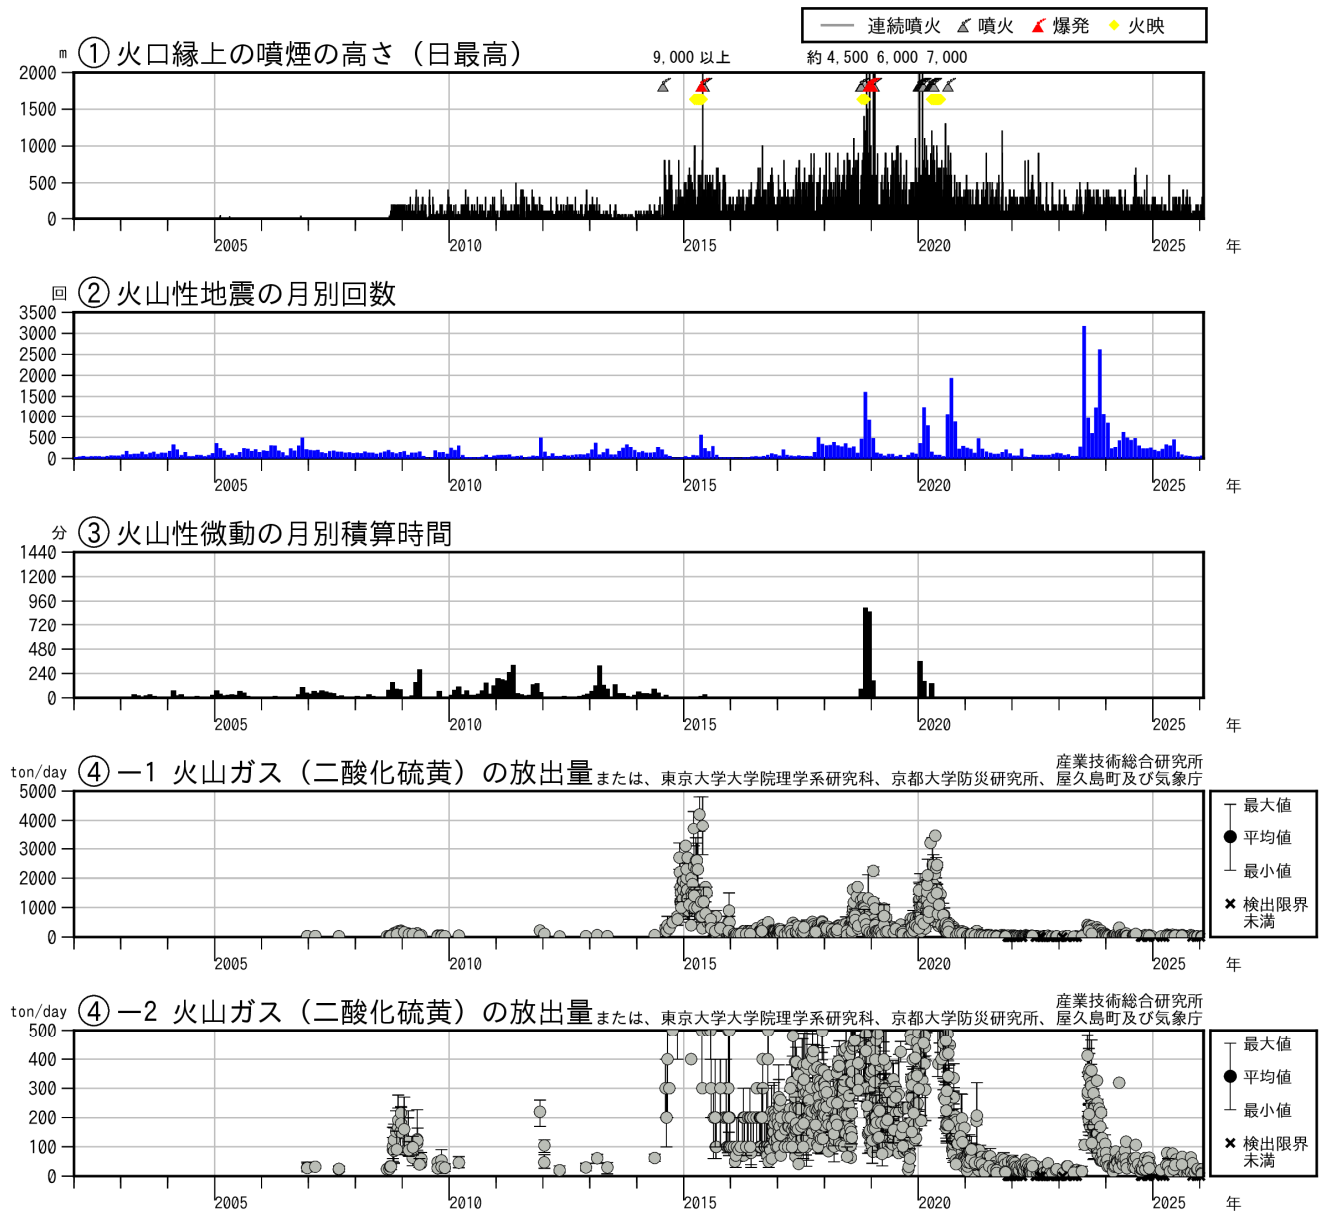 連続噴火 噴火 爆発 火映
m ① 火口縁上の噴煙の高さ（日最高）
9,000 以上 約 4,500 6,000 7,000
2000
1500
1000
500
0
2005 2010 2015 2020 2025 年
回 ② 火山性地震の月別回数
3500
3000
2500
2000
1500
1000
500
0
2005 2010 2015 2020 2025 年
分 ③ 火山性微動の月別積算時間
1440
1200
960
720
480
240
0
2005 2010 2015 2020 2025 年
産業技術総合研究所
ton/day ④ ー1 火山ガス（二酸化硫黄）の放出量または、東京大学大学院理学系研究科、京都大学防災研究所、屋久島町及び気象庁
5000
4000
3000
2000
1000
0
最大値
平均値
最小値
検出限界
未満
2005 2010 2015 2020 2025 年
産業技術総合研究所
ton/day ④ ー2 火山ガス（二酸化硫黄）の放出量または、東京大学大学院理学系研究科、京都大学防災研究所、屋久島町及び気象庁
500
400
300
200
100
0
最大値
平均値
最小値
検出限界
未満
2005 2010 2015 2020 2025 年